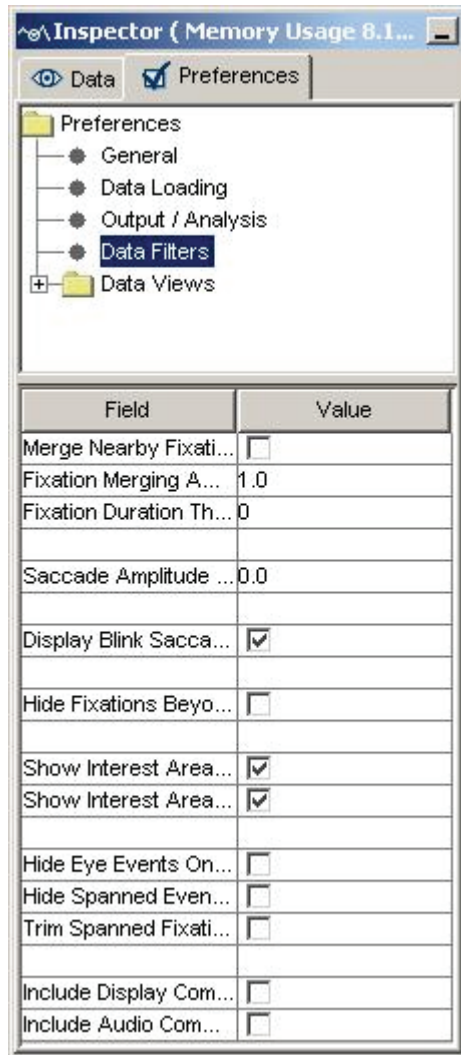 Inspector ( Memory Usage 8.1...
Data Preferences
Preferences
General
Data Loading
Output / Analysis
Data Filters
Data Views
Field Value
Merge Nearby Fixati...
Fixation Merging A... 1.0
Fixation Duration Th... 0
Saccade Amplitude ... 0.0
Display Blink Sacca...
Hide Fixations Beyo...
Show Interest Area...
Show Interest Area...
Hide Eye Events On...
Hide Spanned Even...
Trim Spanned Fixati...
Include Display Com...
Include Audio Com...